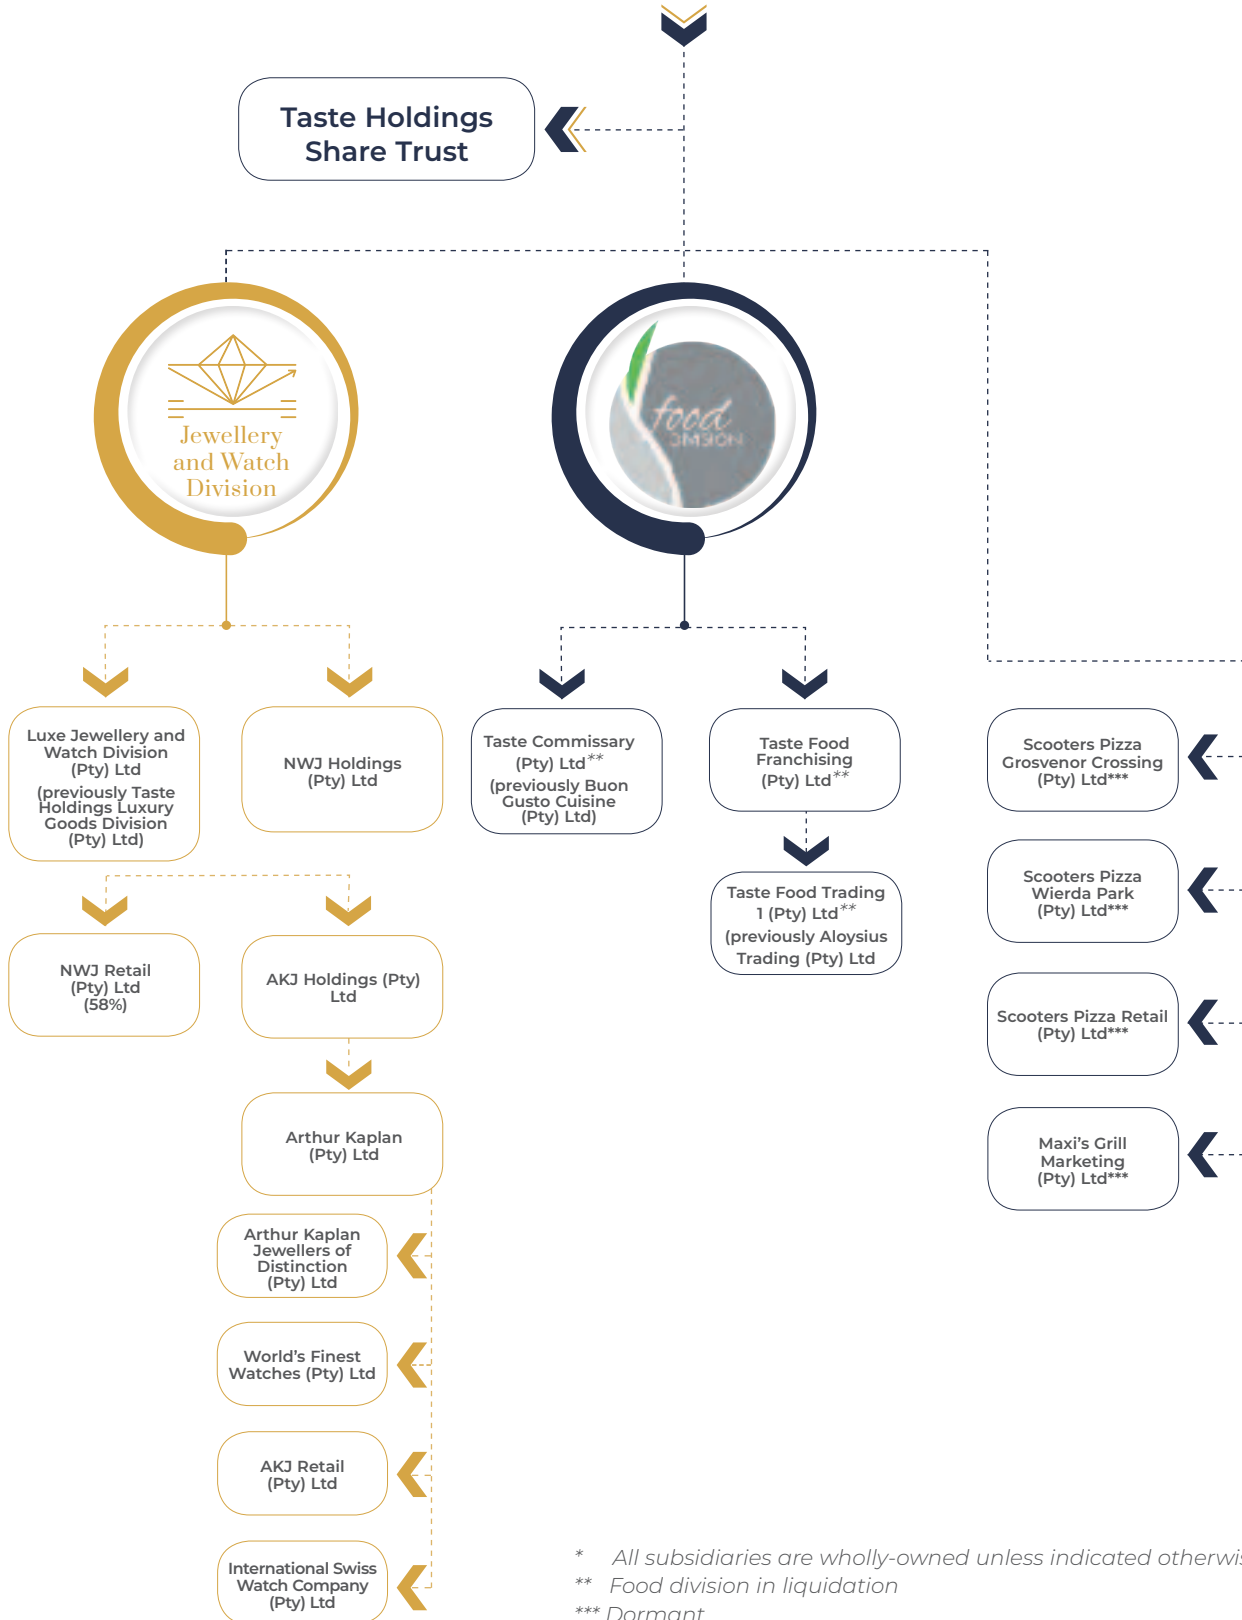 Taste Holdings
Share Trust
Jewellery
and Watch
Division
food
DIVISION
Luxe Jewellery and
Watch Division
(Pty) Ltd
(previously Taste
Holdings Luxury
Goods Division
(Pty) Ltd)
NWJ Holdings
(Pty) Ltd
Taste Commissary
(Pty) Ltd**
(previously Buon
Gusto Cuisine
(Pty) Ltd)
Taste Food
Franchising
(Pty) Ltd**
Taste Food Trading
1 (Pty) Ltd**
(previously Aloysius
Trading (Pty) Ltd
Scooters Pizza
Grosvenor Crossing
(Pty) Ltd***
Scooters Pizza
Wierda Park
(Pty) Ltd***
Scooters Pizza Retail
(Pty) Ltd***
Maxi's Grill
Marketing
(Pty) Ltd***
NWJ Retail
(Pty) Ltd
(58%)
AKJ Holdings (Pty)
Ltd
Arthur Kaplan
(Pty) Ltd
Arthur Kaplan
Jewellers of
Distinction
(Pty) Ltd
World's Finest
Watches (Pty) Ltd
AKJ Retail
(Pty) Ltd
International Swiss
Watch Company
(Pty) Ltd
* All subsidiaries are wholly-owned unless indicated otherwis
** Food division in liquidation
*** Dormant